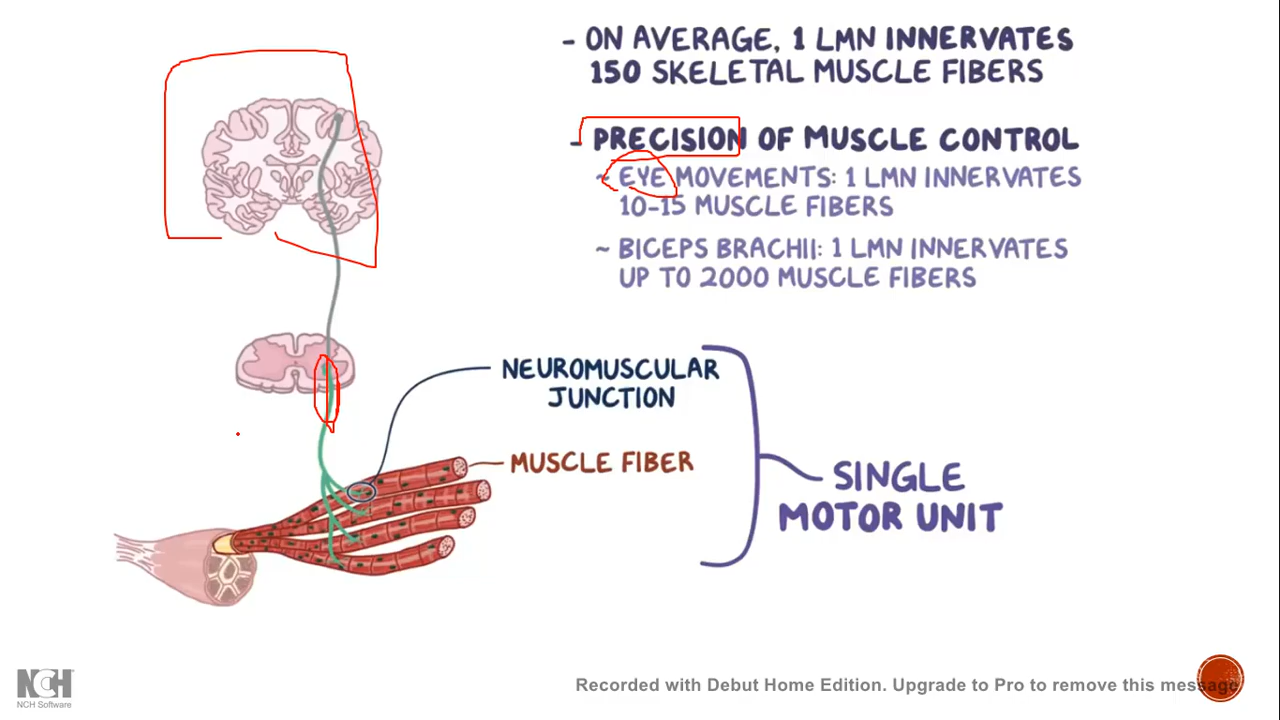 - ON AVERAGE, 1 LMN INNERVATES
150 SKELETAL MUSCLE FIBERS
- PRECISION OF MUSCLE CONTROL
~ EYE MOVEMENTS: 1 LMN INNERVATES
10-15 MUSCLE FIBERS
~ BICEPS BRACHII: 1 LMN INNERVATES
UP TO 2000 MUSCLE FIBERS
NEUROMUSCULAR
JUNCTION
MUSCLE FIBER
SINGLE
MOTOR UNIT
NCH
NCH Software
Recorded with Debut Home Edition. Upgrade to Pro to remove this message